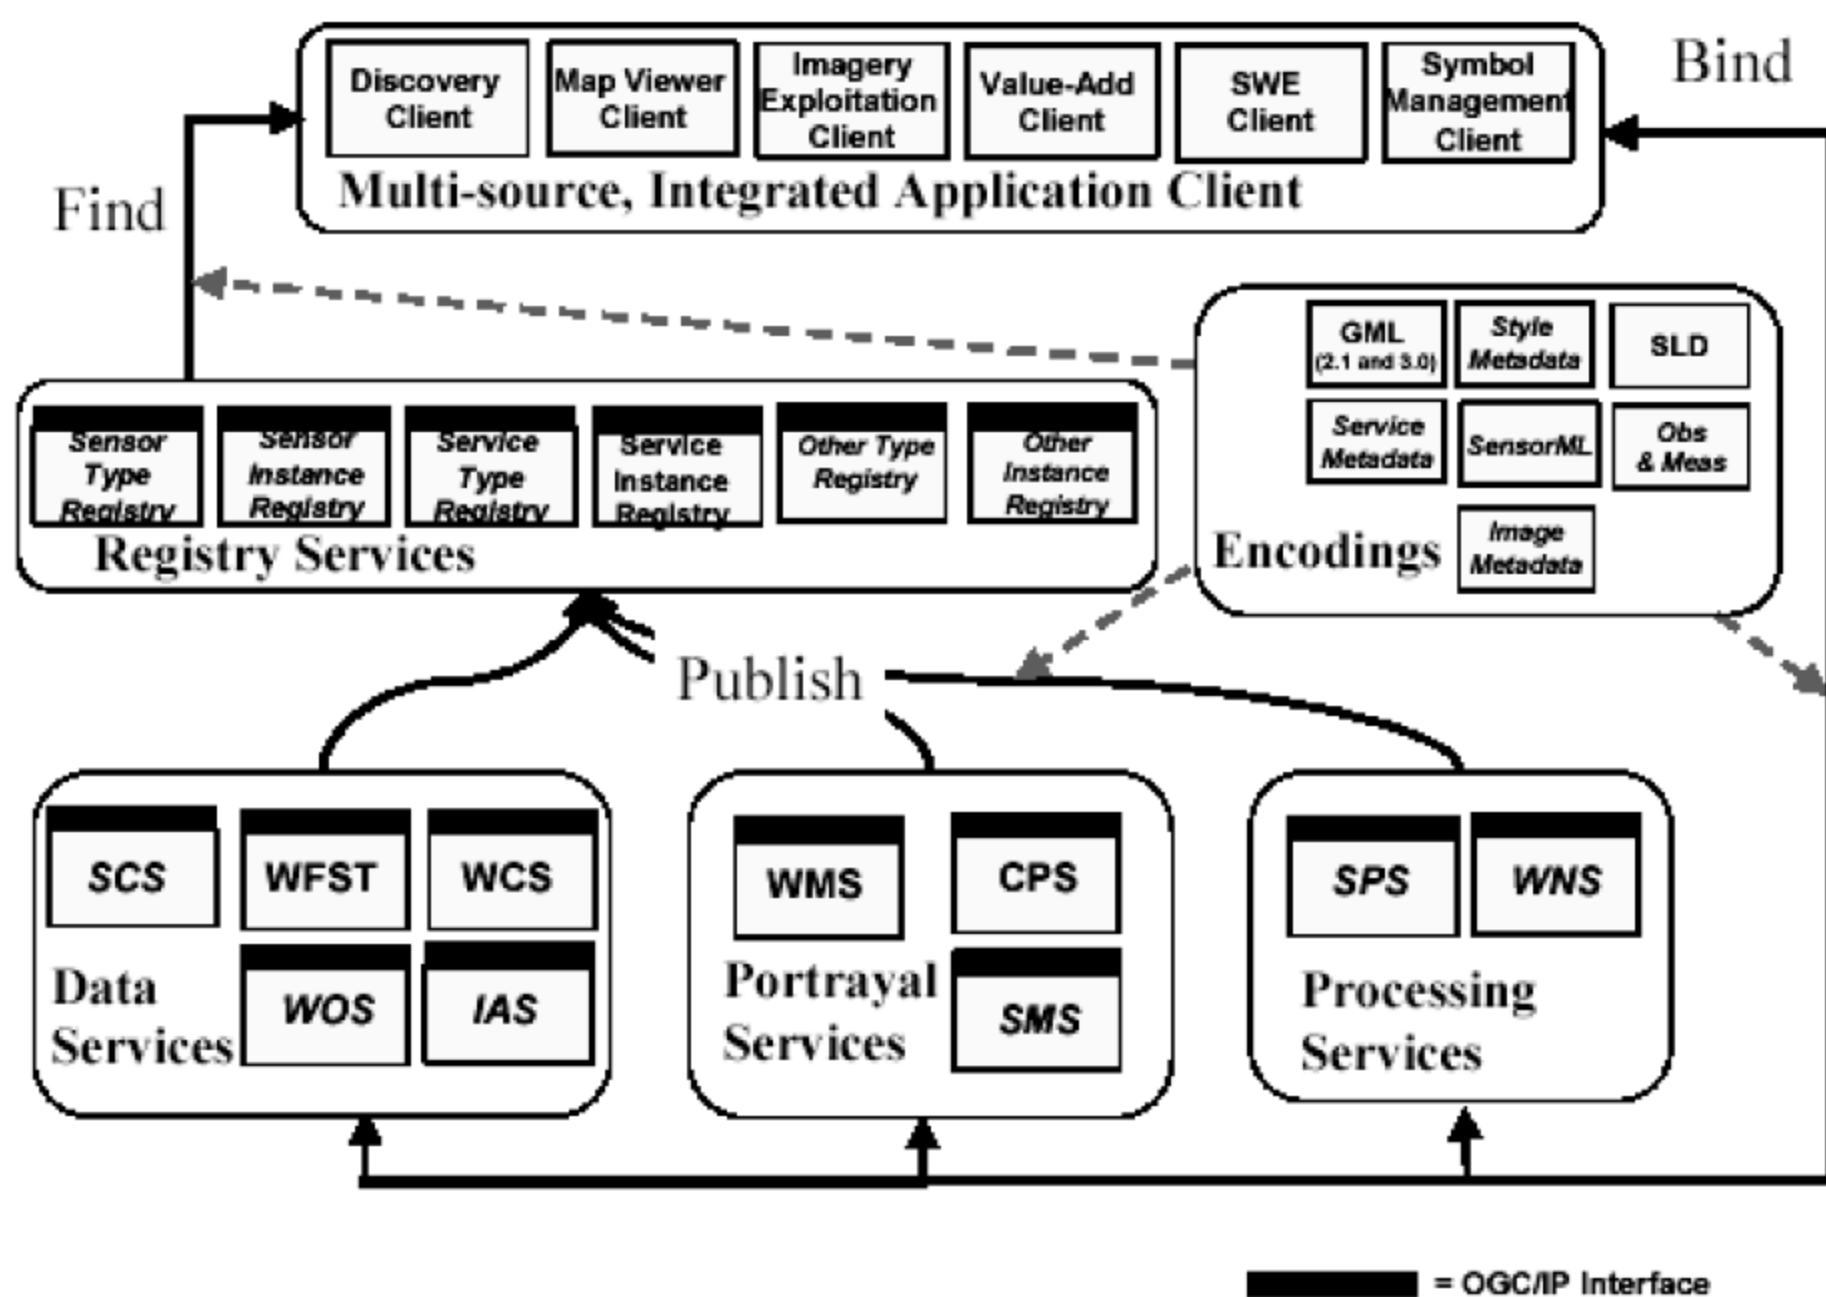 Discovery
Client
Map Viewer
Client
Imagery
Exploitation
Client
Value-Add
Client
SWE
Client
Symbol
Management
Client
Multi-source, Integrated Application Client
Bind
Find
GML
(2.1 and 3.0)
Style
Metadata
SLD
Service
Metadata
SensorML
Obs
& Meas
Image
Metadata
Encodings
Sensor
Type
Registry
Sensor
Instance
Registry
Service
Type
Registry
Service
Instance
Registry
Other Type
Registry
Other
Instance
Registry
Registry Services
Publish
SCS
WFST
WCS
WOS
IAS
Data
Services
WMS
CPS
SMS
Portrayal
Services
SPS
WNS
Processing
Services
= OGC/IP Interface